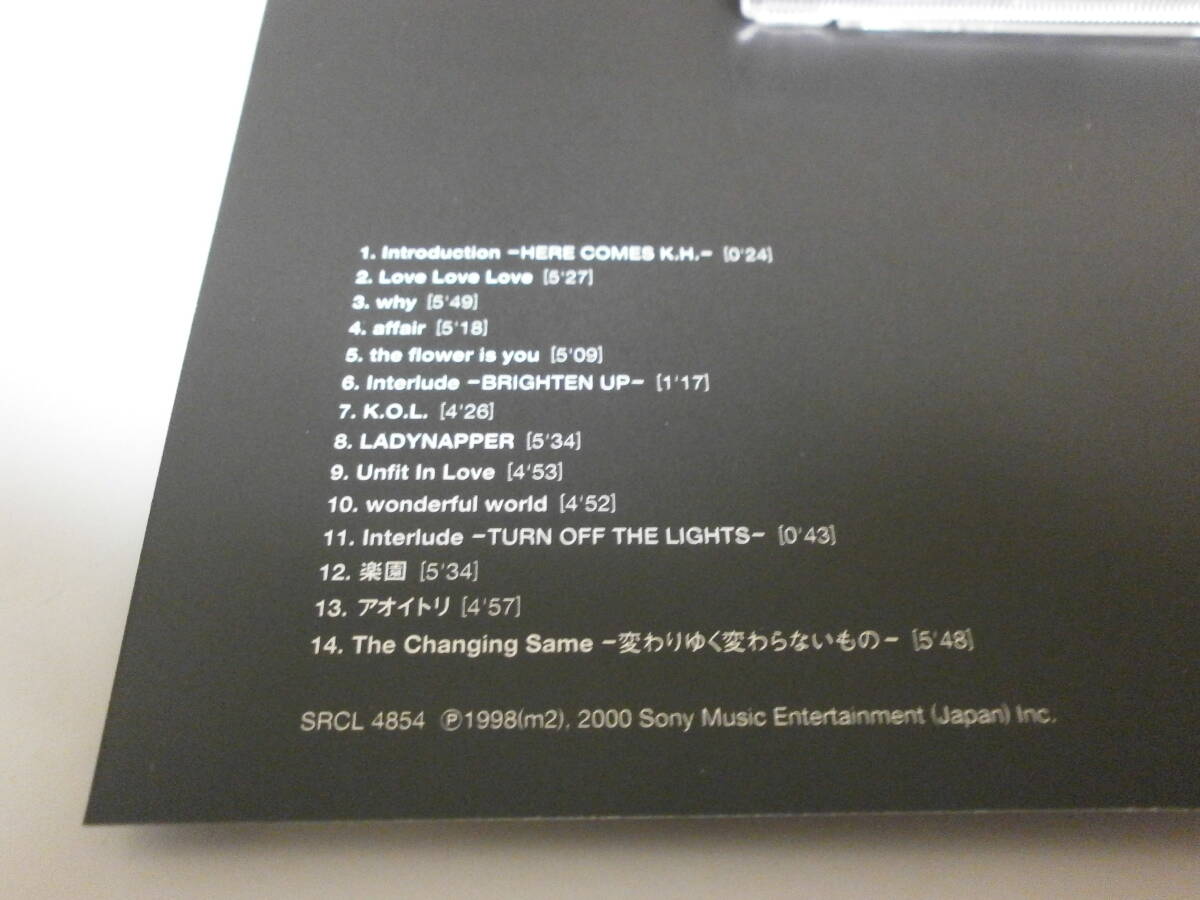 1. Introduction -HERE COMES K.H.- [0'24]
2. Love Love Love [5'27]
3. why [5'49]
4. affair [5'18]
5. the flower is you [5'09]
6. Interlude -BRIGHTEN UP- [1'17]
7. K.O.L. [4'26]
8. LADYNAPPER [5'34]
9. Unfit In Love [4'53]
10. wonderful world [4'52]
11. Interlude -TURN OFF THE LIGHTS- [0'43]
12. 楽園 [5'34]
13. アオイトリ [4'57]
14. The Changing Same -変わりゆく変わらないもの- [5'48]
SRCL 4854 Ⓟ1998(m2), 2000 Sony Music Entertainment (Japan) Inc.